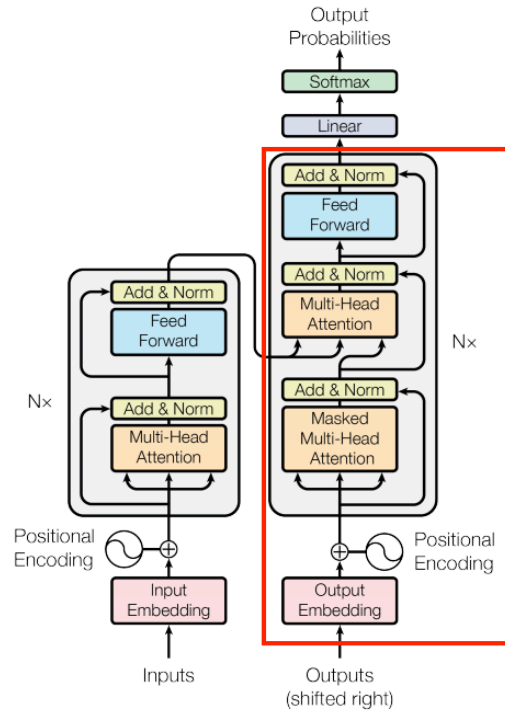 Output
Probabilities
Softmax
Linear
Add & Norm
Feed
Forward
Add & Norm
Multi-Head
Attention
Add & Norm
Masked
Multi-Head
Attention
Nx
Positional
Encoding
Output
Embedding
Outputs
(shifted right)
Add & Norm
Feed
Forward
Add & Norm
Multi-Head
Attention
Nx
Positional
Encoding
Input
Embedding
Inputs